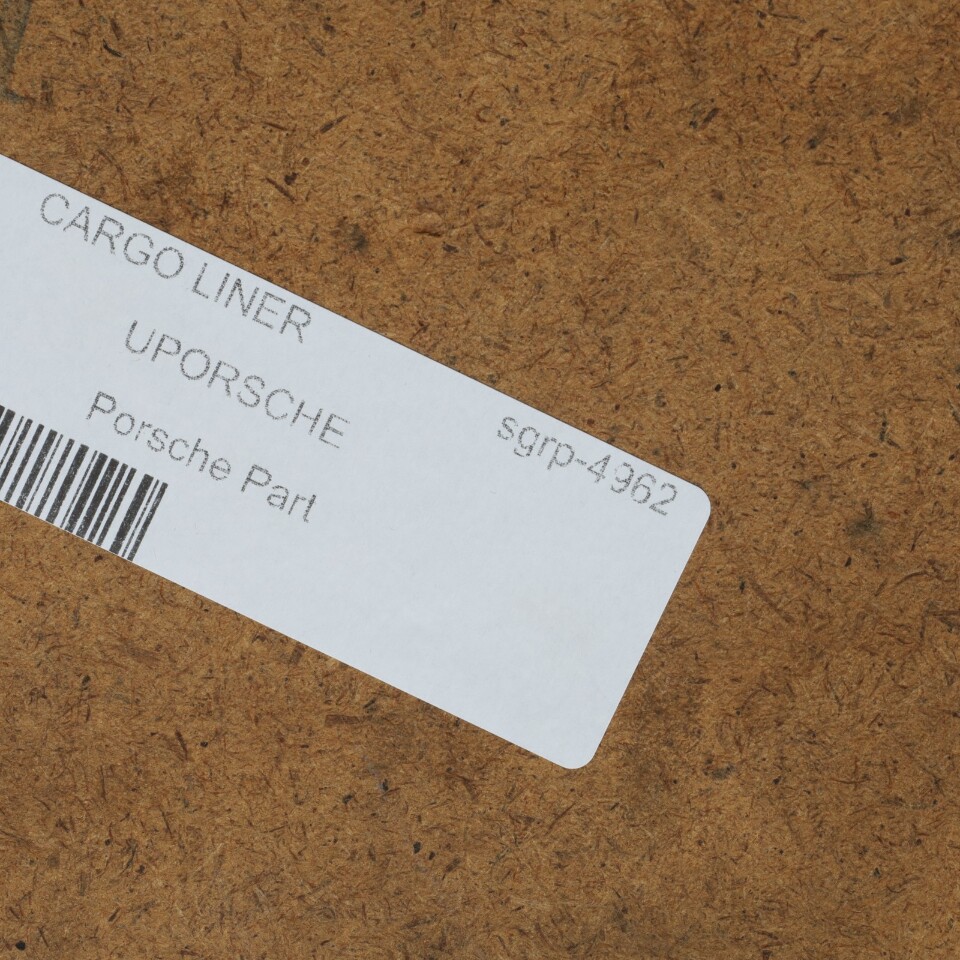 CARGO LINER
UPORSCHE
sgrp-4962
Porsche Part